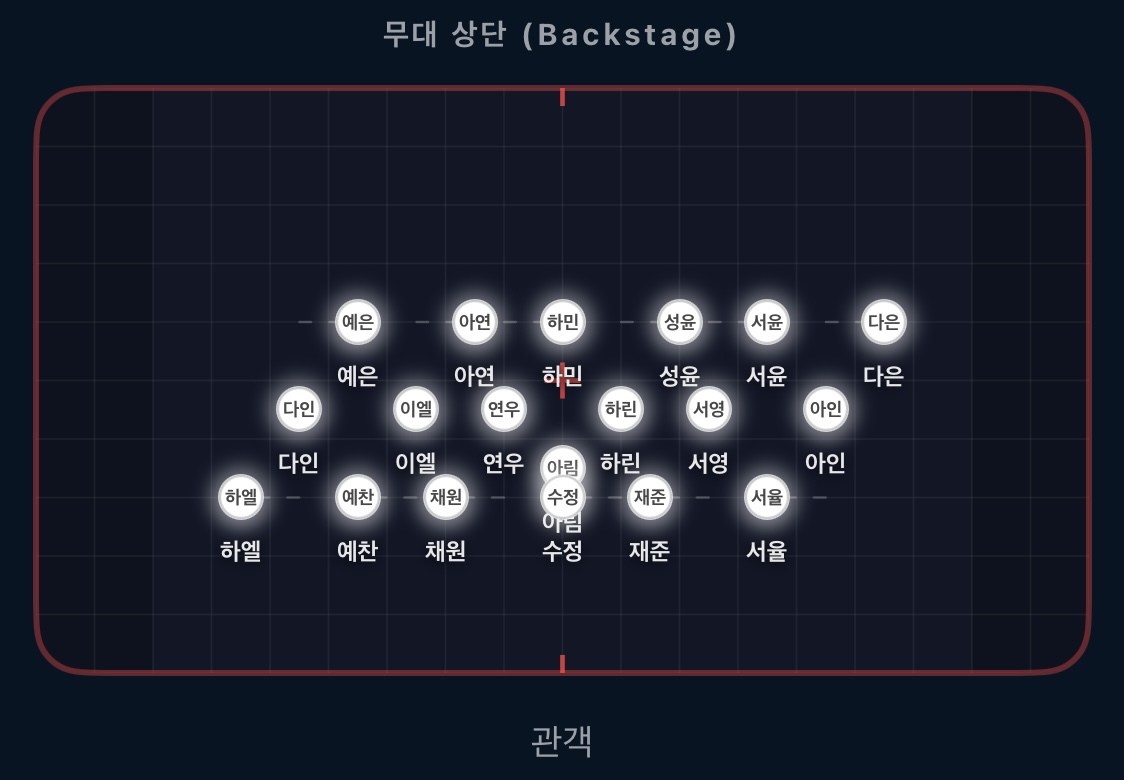 무대 상단 (Backstage)
예은 아연 하민 성윤 서윤 다은
예은 아연 하민 성윤 서윤 다은
다인 이엘 연우 하린 서영 아인
다인 이엘 연우 하린 서영 아인
아림
하엘 예찬 채원 수정 재준 서율
아림
하엘 예찬 채원 수정 재준 서율
관객